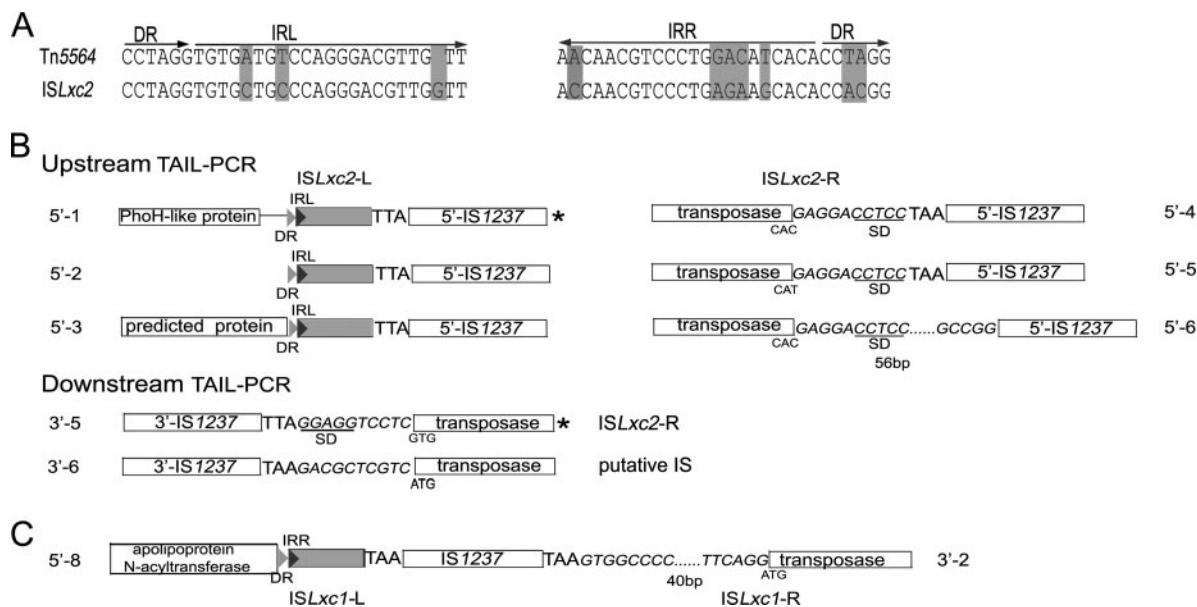 A
DR IRL IRR DR
Tn5564 CCTAGGTGTGATGTCCAGGGACGTTG TT AACAACGTCCCTGGACATCACACCTAGG
ISLxc2 CCTAGGTGTGCTGCCCAGGGACGTTGGTT ACCAACGTCCCTGAGAAGCACACCACGG
B
Upstream TAIL-PCR
ISLxc2-L ISLxc2-R
IRL
5'-1 PhoH-like protein TTA 5'-IS1237 * transposase GAGGACCTCC TAA 5'-IS1237 5'-4
DR CAC SD
IRL
5'-2 TTA 5'-IS1237 transposase GAGGACCTCC TAA 5'-IS1237 5'-5
DR CAT SD
IRL
5'-3 predicted protein TTA 5'-IS1237 transposase GAGGACCTCC......GCCGG 5'-IS1237 5'-6
DR CAC SD
56bp
Downstream TAIL-PCR
3'-5 3'-IS1237 TTAGGAGGTCCTC transposase * ISLxc2-R
SD GTG
3'-6 3'-IS1237 TAAGACGCTCGTC transposase putative IS
ATG
C
IRR
5'-8 apolipoprotein N-acyltransferase TAA IS1237 TAAGTGGCCCC......TTCAGG transposase 3'-2
DR 40bp ATG
ISLxc1-L ISLxc1-R